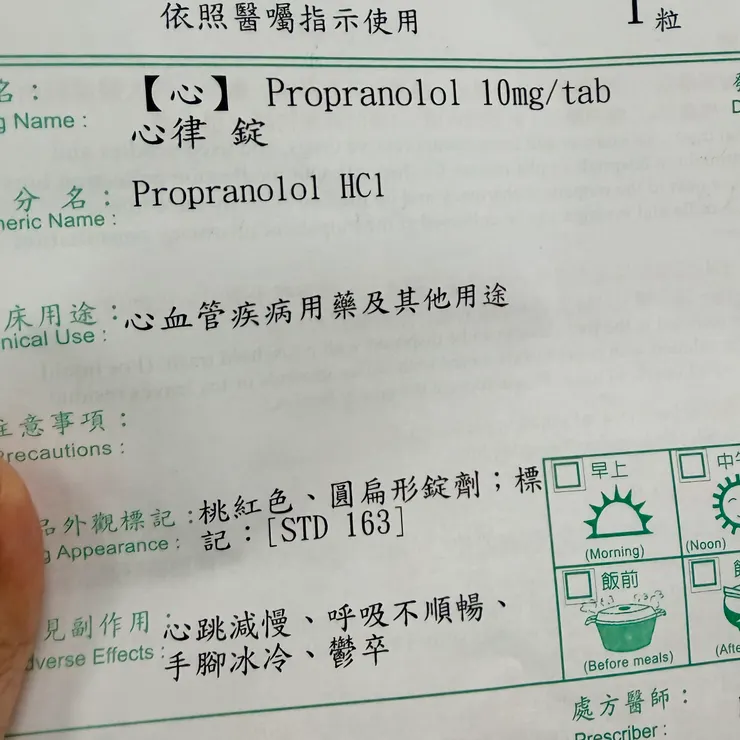 依照醫囑指示使用 1 粒
名： 【心】 Propranolol 10mg/tab
g Name： 心律 錠
分 名： Propranolol HCl
neric Name：
床用途： 心血管疾病用藥及其他用途
nical Use：
注意事項：
Precautions：
品外觀標記： 桃紅色、圓扁形錠劑；標
g Appearance： 記：[STD 163]
早上
中午
(Morning)
(Noon)
飯前
(Before meals)
(Afte
見副作用： 心跳減慢、呼吸不順暢、
dverse Effects： 手腳冰冷、鬱卒
處方醫師：
Prescriber：